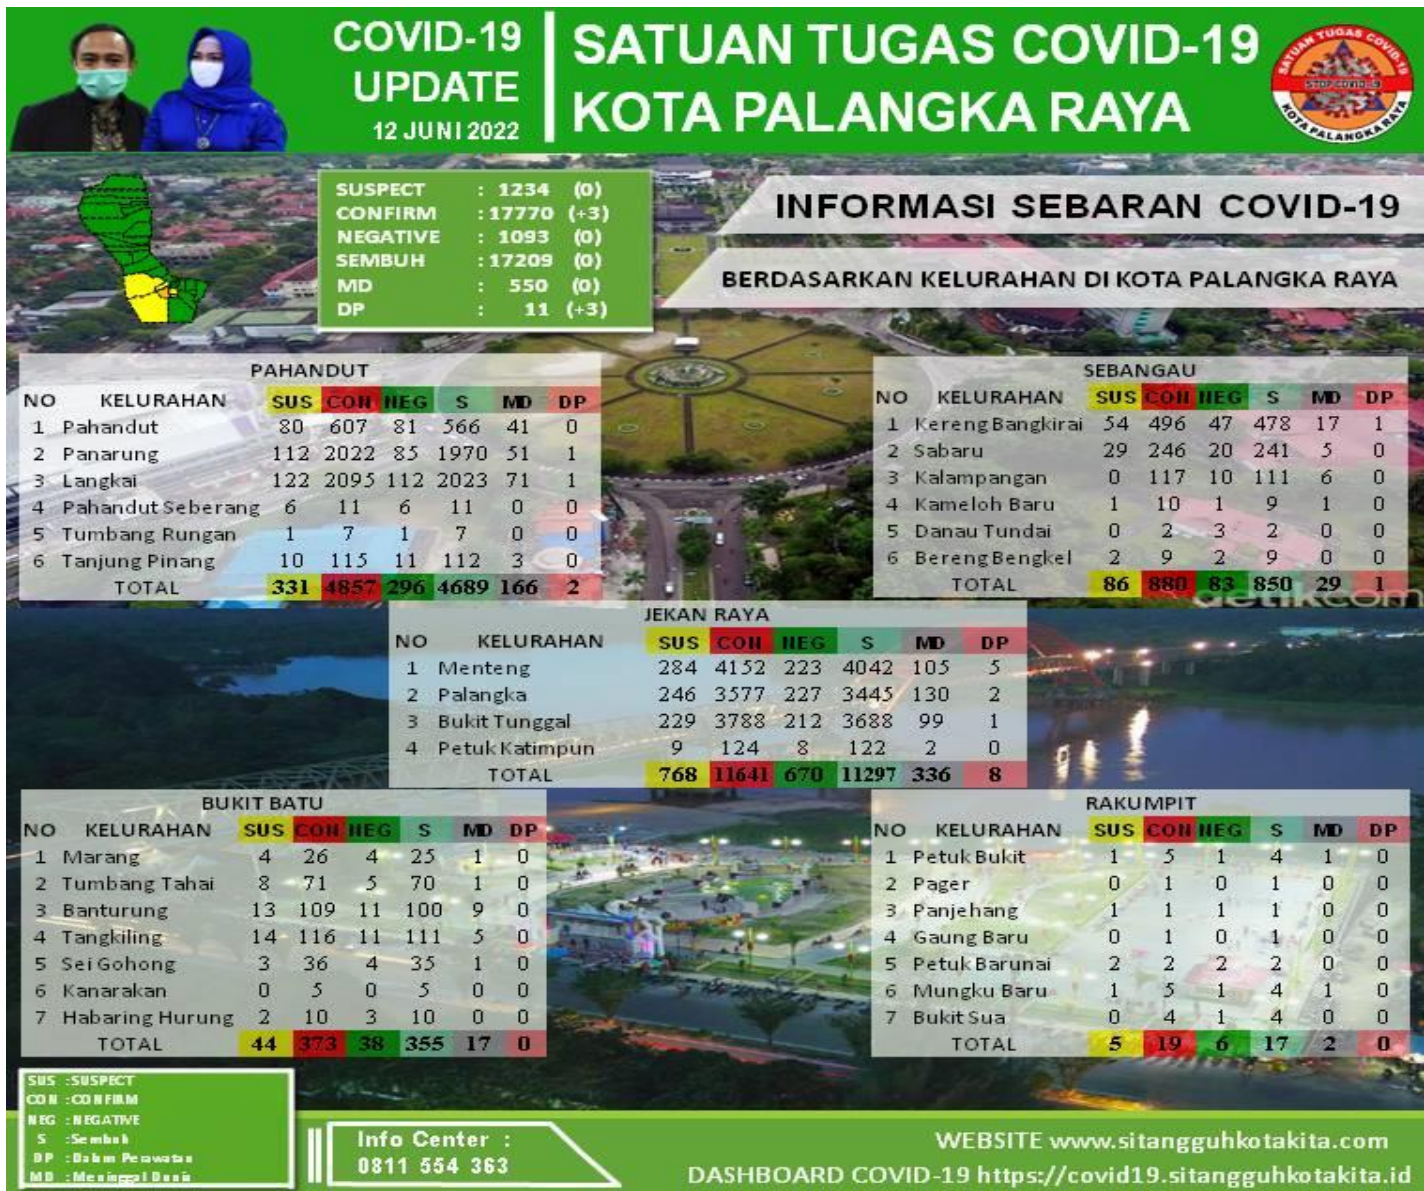 COVID-19
UPDATE
12 JUNI 2022
SATUAN TUGAS COVID-19
KOTA PALANGKA RAYA
SATUAN TUGAS COVID-19
STOP COVID-19
KOTA PALANGKARAYA
SUSPECT : 1234 (0)
CONFIRM : 17770 (+3)
NEGATIVE : 1093 (0)
SEMBUH : 17209 (0)
MD : 550 (0)
DP : 11 (+3)
INFORMASI SEBARAN COVID-19
BERDASARKAN KELURAHAN DI KOTA PALANGKA RAYA
PAHANDUT
NO KELURAHAN SUS CON NEG S MD DP
1 Pahandut 80 607 81 566 41 0
2 Panarung 112 2022 85 1970 51 1
3 Langkai 122 2095 112 2023 71 1
4 Pahandut Seberang 6 11 6 11 0 0
5 Tumbang Rungan 1 7 1 7 0 0
6 Tanjung Pinang 10 115 11 112 3 0
TOTAL 331 4857 296 4689 166 2
SEBANGAU
NO KELURAHAN SUS CON NEG S MD DP
1 Kereng Bangkirai 54 496 47 478 17 1
2 Sabaru 29 246 20 241 5 0
3 Kalampangan 0 117 10 111 6 0
4 Kameloh Baru 1 10 1 9 1 0
5 Danau Tundai 0 2 3 2 0 0
6 Bereng Bengkel 2 9 2 9 0 0
TOTAL 86 880 83 850 29 1
detikcom
JEKAN RAYA
NO KELURAHAN SUS CON NEG S MD DP
1 Menteng 284 4152 223 4042 105 5
2 Palangka 246 3577 227 3445 130 2
3 Bukit Tunggal 229 3788 212 3688 99 1
4 Petuk Katimpun 9 124 8 122 2 0
TOTAL 768 11641 670 11297 336 8
BUKIT BATU
NO KELURAHAN SUS CON NEG S MD DP
1 Marang 4 26 4 25 1 0
2 Tumbang Tahai 8 71 5 70 1 0
3 Banturung 13 109 11 100 9 0
4 Tangkiling 14 116 11 111 5 0
5 Sei Gohong 3 36 4 35 1 0
6 Kanarakan 0 5 0 5 0 0
7 Habaring Hurung 2 10 3 10 0 0
TOTAL 44 373 38 355 17 0
RAKUMPIT
NO KELURAHAN SUS CON NEG S MD DP
1 Petuk Bukit 1 5 1 4 1 0
2 Pager 0 1 0 1 0 0
3 Panjehang 1 1 1 1 0 0
4 Gaung Baru 0 1 0 1 0 0
5 Petuk Barunai 2 2 2 2 0 0
6 Mungku Baru 1 5 1 4 1 0
7 Bukit Sua 0 4 1 4 0 0
TOTAL 5 19 6 17 2 0
SUS :SUSPECT
CON :CONFIRM
NEG :NEGATIVE
S :Sembuh
DP :Dalam Perawatan
MD :Meninggal Dunia
Info Center :
0811 554 363
WEBSITE www.sitangguhkotakita.com
DASHBOARD COVID-19 https://covid19.sitangguhkotakita.id